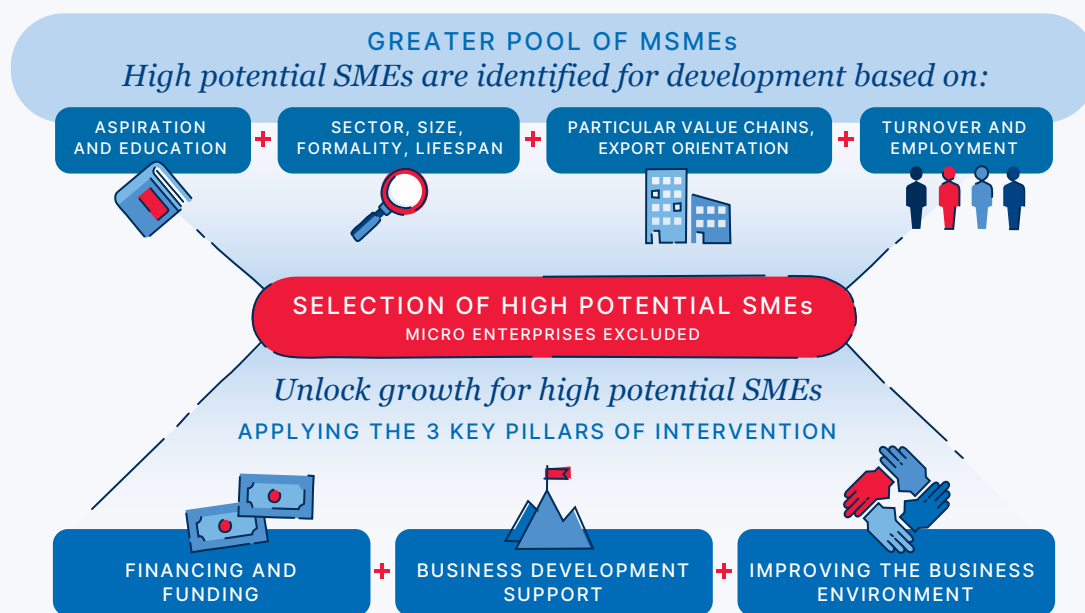 GREATER POOL OF MSMEs
High potential SMEs are identified for development based on:
ASPIRATION
AND EDUCATION
+
SECTOR, SIZE,
FORMALITY, LIFESPAN
+
PARTICULAR VALUE CHAINS,
EXPORT ORIENTATION
+
TURNOVER AND
EMPLOYMENT
SELECTION OF HIGH POTENTIAL SMEs
MICRO ENTERPRISES EXCLUDED
Unlock growth for high potential SMEs
APPLYING THE 3 KEY PILLARS OF INTERVENTION
FINANCING AND
FUNDING
+
BUSINESS DEVELOPMENT
SUPPORT
+
IMPROVING THE BUSINESS
ENVIRONMENT